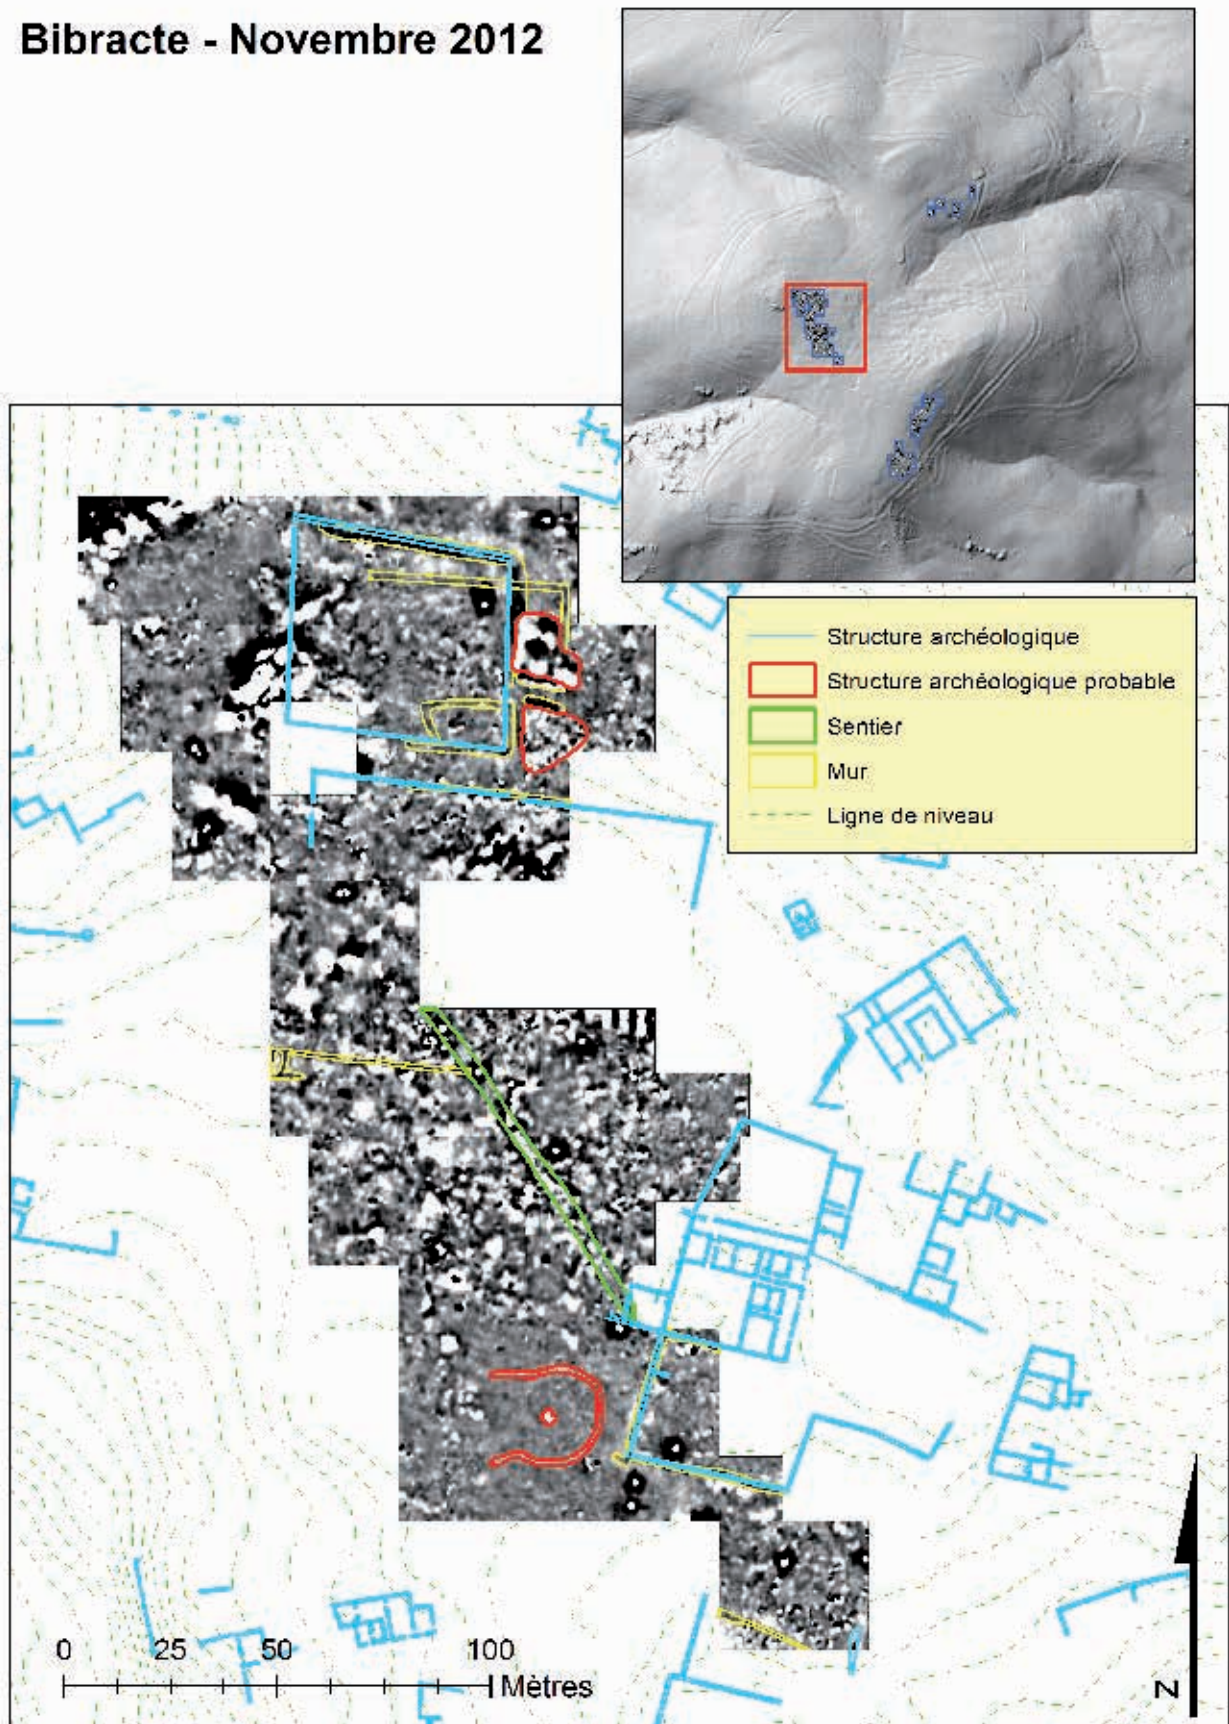 Bibracte - Novembre 2012
Structure archéologique
Structure archéologique probable
Sentier
Mur
Ligne de niveau
0 25 50 100
Mètres
N